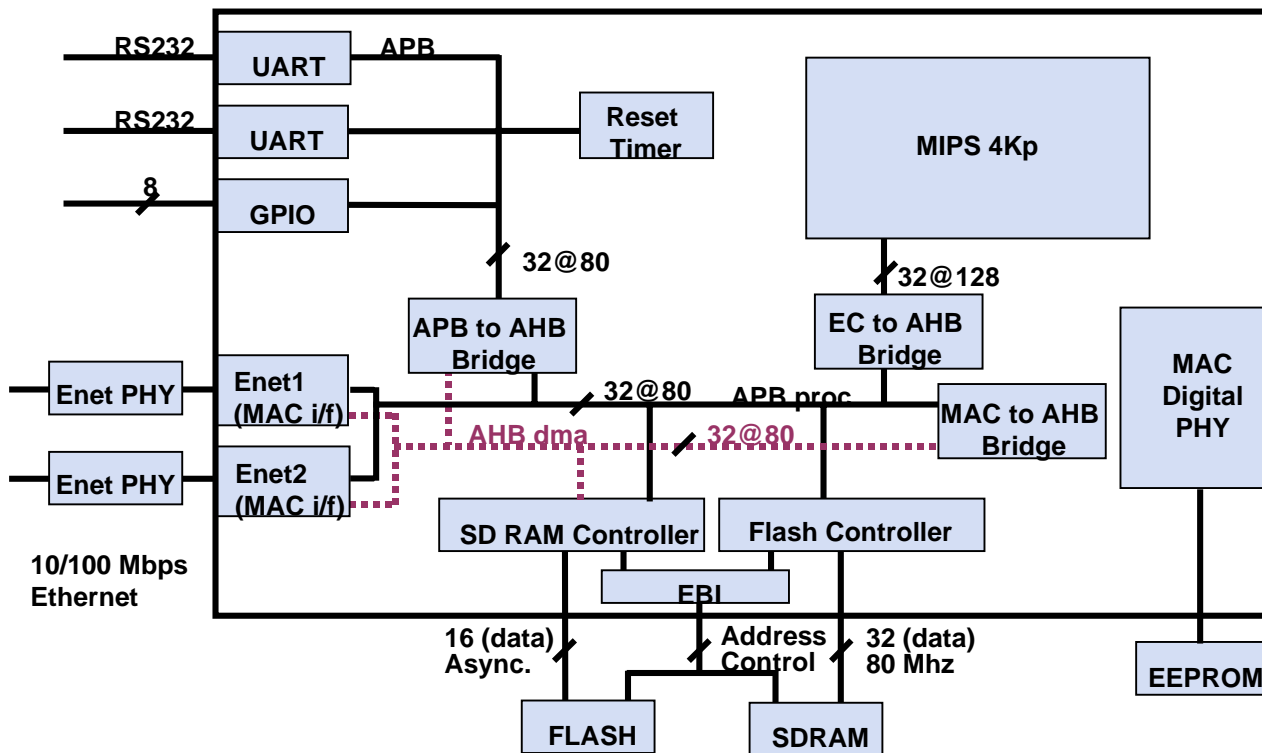 RS232
UART
APB
RS232
UART
Reset
Timer
MIPS 4Kp
8
GPIO
32@80
32@128
APB to AHB
Bridge
EC to AHB
Bridge
MAC
Digital
PHY
Enet PHY
Enet1
(MAC i/f)
32@80
APB proc
MAC to AHB
Bridge
AHB dma
32@80
Enet PHY
Enet2
(MAC i/f)
SD RAM Controller
Flash Controller
10/100 Mbps
Ethernet
EBI
16 (data)
Async.
Address
Control
32 (data)
80 Mhz
EEPROM
FLASH
SDRAM